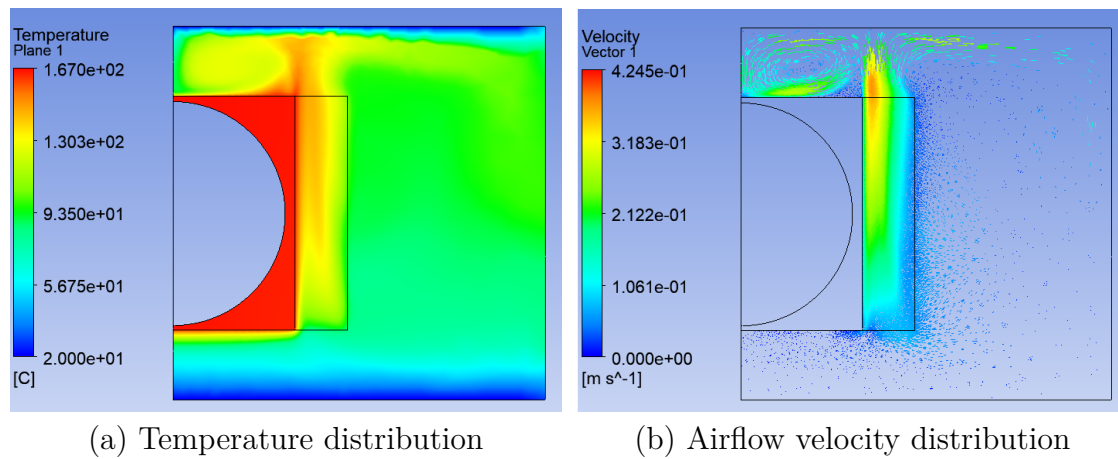 Temperature
Plane 1
1.670e+02
1.303e+02
9.350e+01
5.675e+01
2.000e+01
[C]
Velocity
Vector 1
4.245e-01
3.183e-01
2.122e-01
1.061e-01
0.000e+00
[m s^-1]
(a) Temperature distribution
(b) Airflow velocity distribution